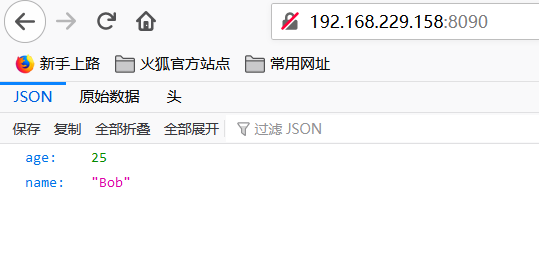 192.168.229.158:8090
新手上路 火狐官方站点 常用网址
JSON 原始数据 头
保存 复制 全部折叠 全部展开 过滤 JSON
age: 25
name: "Bob"